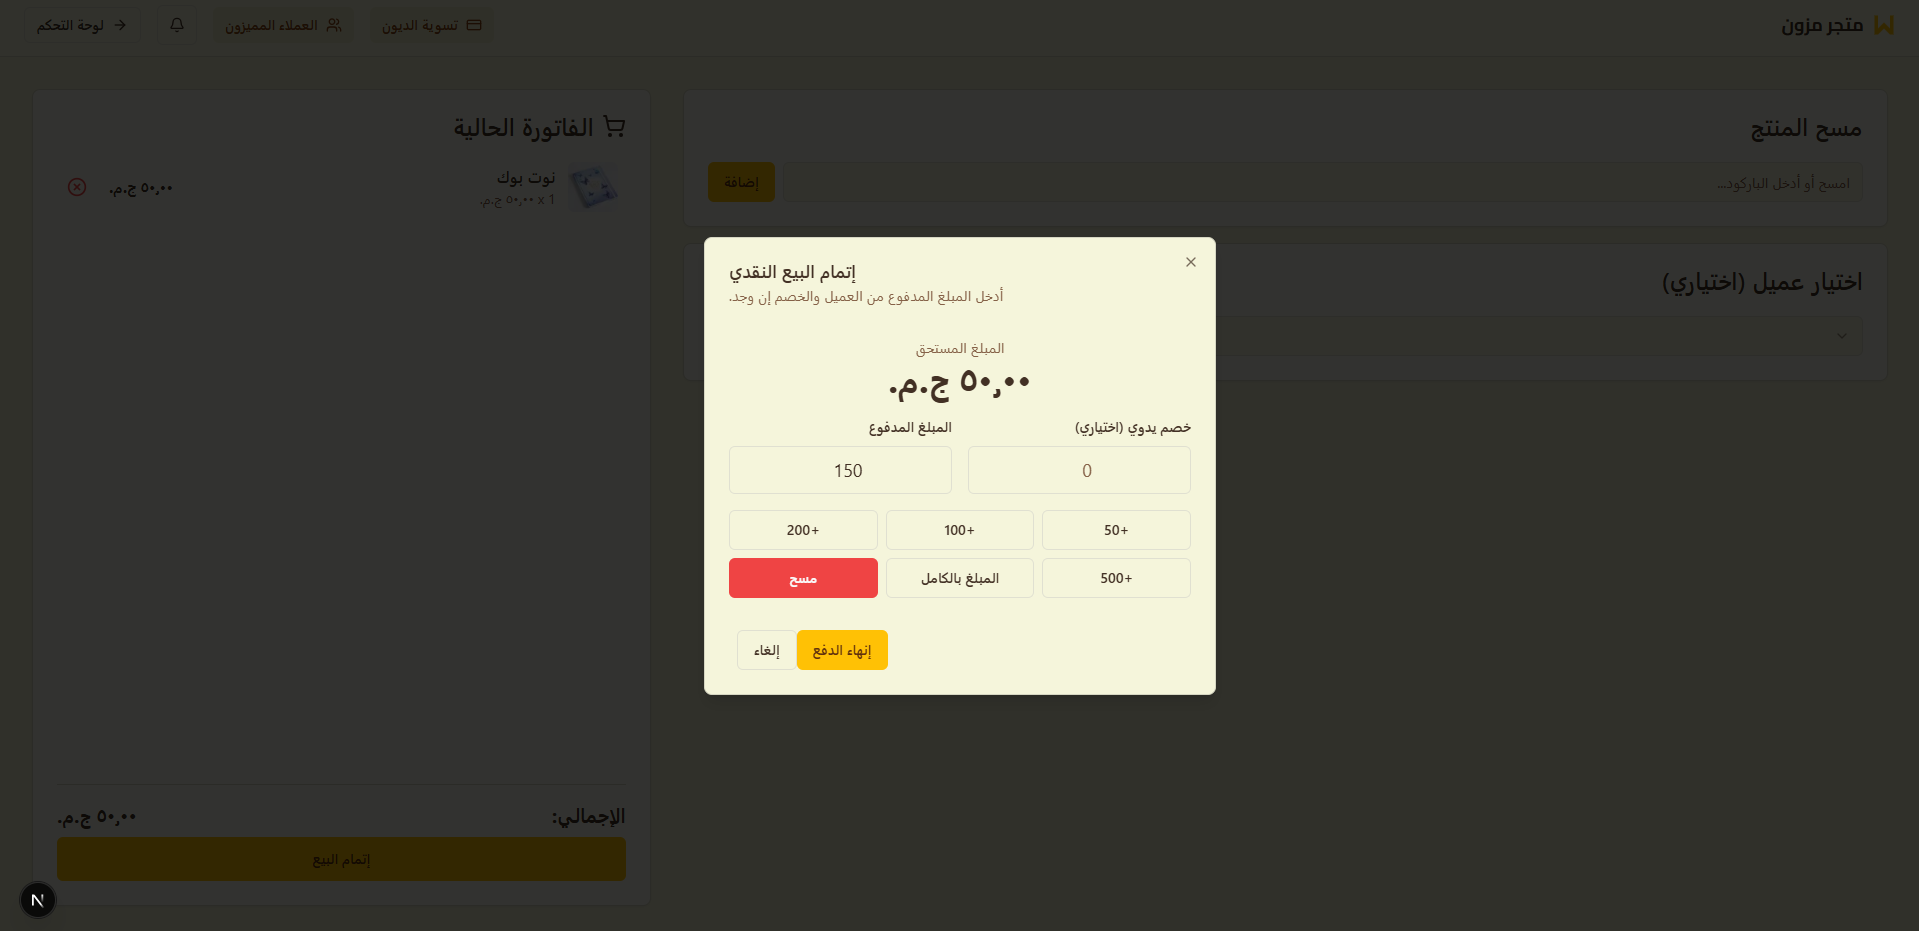 متجر مزون
تسوية الديون
العملاء المميزون
لوحة التحكم
مسح المنتج
امسح أو أدخل الباركود...
إضافة
اختيار عميل (اختياري)
الفاتورة الحالية
نوت بوك
1 x ٥٠٫٠٠ ج.م.
٥٠٫٠٠ ج.م.
الإجمالي:
٥٠٫٠٠ ج.م.
إتمام البيع
إتمام البيع النقدي
أدخل المبلغ المدفوع من العميل والخصم إن وجد.
المبلغ المستحق
٥٠٫٠٠ ج.م.
خصم يدوي (اختياري)
المبلغ المدفوع
0
150
50+
100+
200+
500+
المبلغ بالكامل
مسح
إنهاء الدفع
إلغاء
N